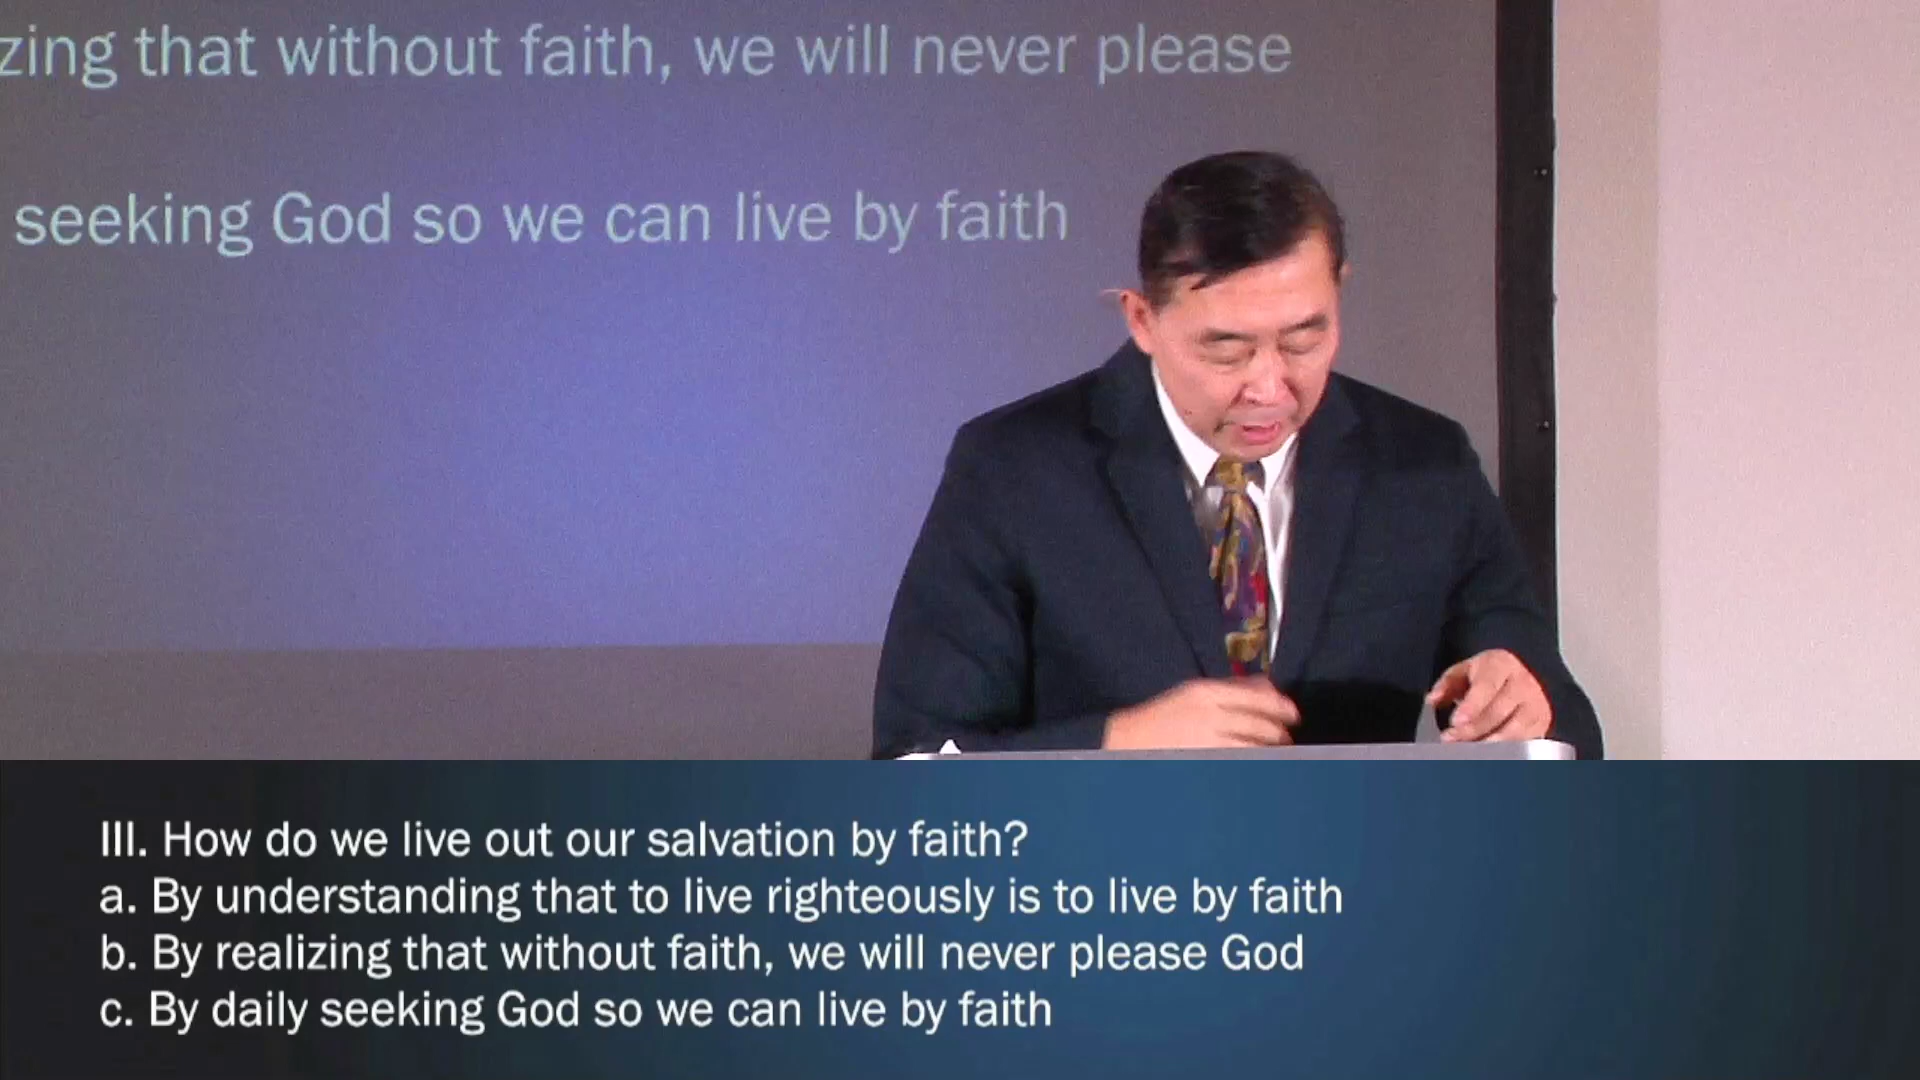 zing that without faith, we will never please
seeking God so we can live by faith
III. How do we live out our salvation by faith?
a. By understanding that to live righteously is to live by faith
b. By realizing that without faith, we will never please God
c. By daily seeking God so we can live by faith